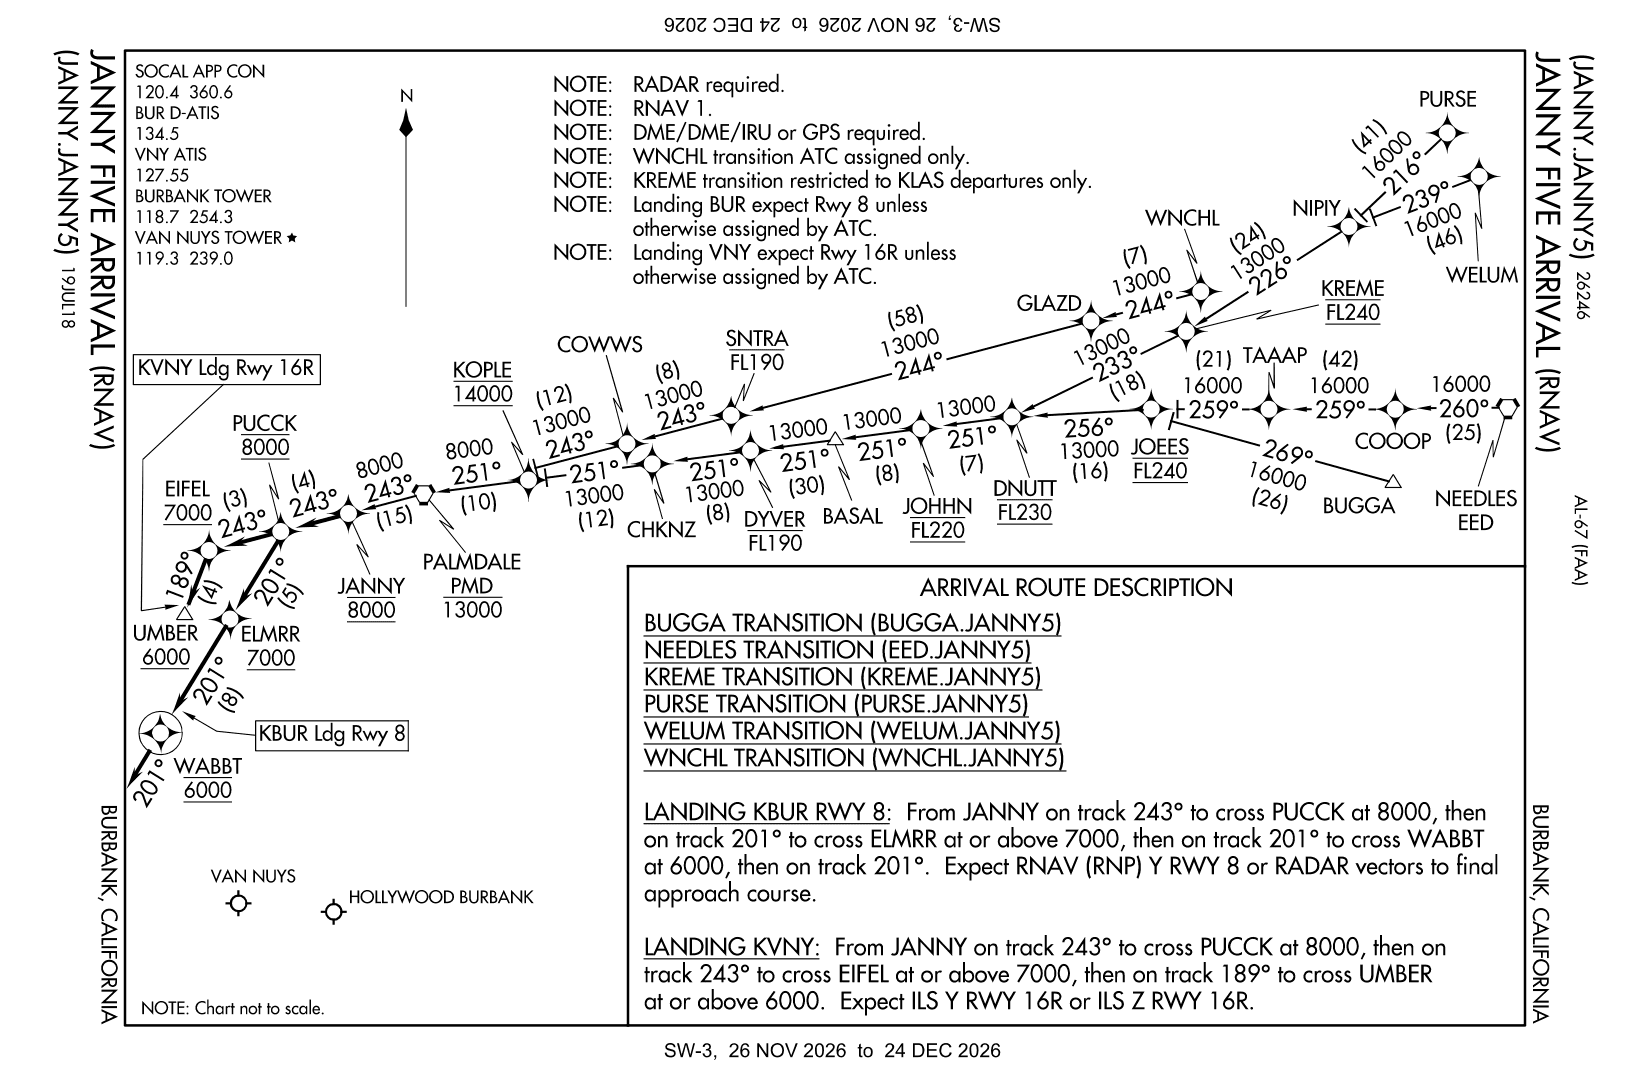 SW-3, 26 NOV 2026 to 24 DEC 2026
(JANNY.JANNY5) 19JUL18
JANNY FIVE ARRIVAL (RNAV)
BURBANK, CALIFORNIA
(JANNY.JANNY5) 26246
JANNY FIVE ARRIVAL (RNAV)
AL-67 (FAA)
BURBANK, CALIFORNIA
SOCAL APP CON
120.4 360.6
BUR D-ATIS
134.5
VNY ATIS
127.55
BURBANK TOWER
118.7 254.3
VAN NUYS TOWER ★
119.3 239.0
N
NOTE: RADAR required.
NOTE: RNAV 1.
NOTE: DME/DME/IRU or GPS required.
NOTE: WNCHL transition ATC assigned only.
NOTE: KREME transition restricted to KLAS departures only.
NOTE: Landing BUR expect Rwy 8 unless
otherwise assigned by ATC.
NOTE: Landing VNY expect Rwy 16R unless
otherwise assigned by ATC.
PURSE
(41)
16000
216°
239°
16000
(46)
WELUM
NIPIY
(24)
13000
226°
WNCHL
(7)
13000
244°
KREME
FL240
GLAZD
(58)
13000
244°
13000
233°
(18)
(21)
16000
259°
TAAAP
(42)
16000
259°
16000
260°
(25)
COOOP
NEEDLES
EED
269°
16000
(26)
BUGGA
JOEES
FL240
256°
13000
(16)
DNUTT
FL230
13000
251°
(7)
JOHHN
FL220
13000
251°
(8)
BASAL
13000
251°
(30)
DYVER
FL190
251°
13000
(8)
CHKNZ
251°
13000
(12)
SNTRA
FL190
(8)
13000
243°
COWWS
(12)
13000
243°
KOPLE
14000
8000
251°
(10)
PALMDALE
PMD
13000
8000
243°
(15)
JANNY
8000
(4)
243°
PUCCK
8000
(3)
243°
EIFEL
7000
189°
(4)
UMBER
6000
KVNY Ldg Rwy 16R
201°
(5)
ELMRR
7000
201°
(8)
KBUR Ldg Rwy 8
WABBT
6000
201°
VAN NUYS
HOLLYWOOD BURBANK
NOTE: Chart not to scale.
ARRIVAL ROUTE DESCRIPTION
BUGGA TRANSITION (BUGGA.JANNY5)
NEEDLES TRANSITION (EED.JANNY5)
KREME TRANSITION (KREME.JANNY5)
PURSE TRANSITION (PURSE.JANNY5)
WELUM TRANSITION (WELUM.JANNY5)
WNCHL TRANSITION (WNCHL.JANNY5)
LANDING KBUR RWY 8: From JANNY on track 243° to cross PUCCK at 8000, then
on track 201° to cross ELMRR at or above 7000, then on track 201° to cross WABBT
at 6000, then on track 201°. Expect RNAV (RNP) Y RWY 8 or RADAR vectors to final
approach course.
LANDING KVNY: From JANNY on track 243° to cross PUCCK at 8000, then on
track 243° to cross EIFEL at or above 7000, then on track 189° to cross UMBER
at or above 6000. Expect ILS Y RWY 16R or ILS Z RWY 16R.
SW-3, 26 NOV 2026 to 24 DEC 2026